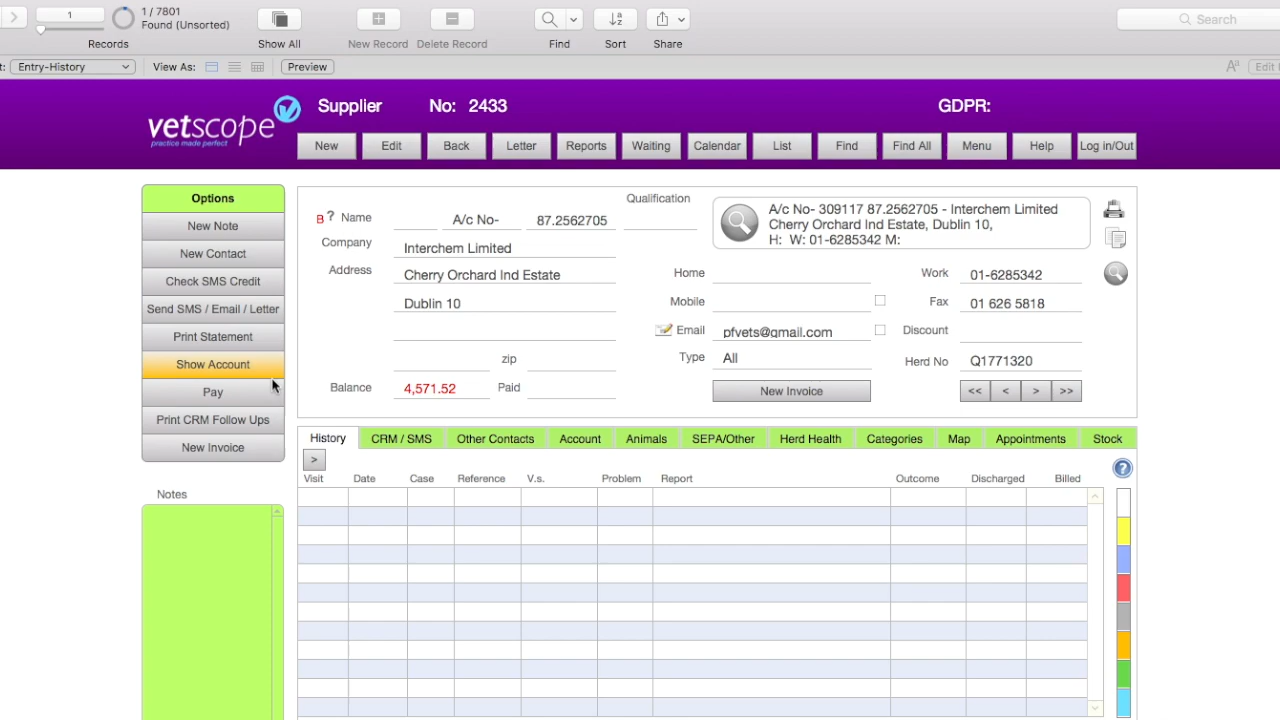 1
1 / 7801
Found (Unsorted)
Search
Records
Show All
New Record
Delete Record
Find
Sort
Share
t:
Entry-History
View As:
Preview
Aª
Edit
Supplier No: 2433 GDPR:
vetscope
practice made perfect
New
Edit
Back
Letter
Reports
Waiting
Calendar
List
Find
Find All
Menu
Help
Log in/Out
Options
New Note
New Contact
Check SMS Credit
Send SMS / Email / Letter
Print Statement
Show Account
Pay
Print CRM Follow Ups
New Invoice
Notes
B ? Name A/c No- 87.2562705
Qualification
Company Interchem Limited
Address Cherry Orchard Ind Estate
Dublin 10
zip
Balance 4,571.52 Paid
A/c No- 309117 87.2562705 - Interchem Limited
Cherry Orchard Ind Estate, Dublin 10,
H: W: 01-6285342 M:
Home
Work 01-6285342
Mobile
Fax 01 626 5818
Email pfvets@gmail.com
Discount
Type All
Herd No Q1771320
New Invoice
<< < > >>
History
CRM / SMS
Other Contacts
Account
Animals
SEPA/Other
Herd Health
Categories
Map
Appointments
Stock
>
?
Visit Date Case Reference V.s. Problem Report Outcome Discharged Billed